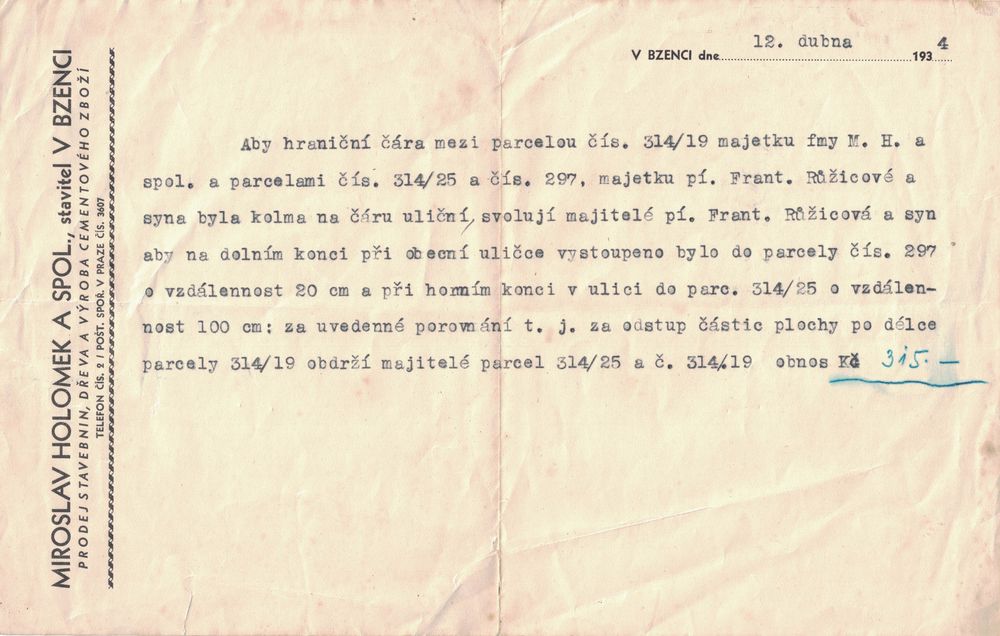 MIROSLAV HOLOMEK A SPOL., stavitel V BZENCI
PRODEJ STAVEBNIN, DŘEVA A VÝROBA CEMENTOVÉHO ZBOŽÍ
TELEFON ČÍS. 2 / POŠT. SPOŘ. V PRAZE ČÍS. 3607
V BZENCI dne 12. dubna 1934
Aby hraniční čára mezi parcelou čís. 314/19 majetku fmy M. H. a
spol. a parcelami čís. 314/25 a čís. 297, majetku pí. Frant. Růžicové a
syna byla kolma na čáru uliční, svolují majitelé pí. Frant. Růžicová a syn
aby na dolním konci při obecní uličce vystoupeno bylo do parcely čís. 297
o vzdálennost 20 cm a při horním konci v ulici do parc. 314/25 o vzdálen-
nost 100 cm: za uvedenné porovnání t. j. za odstup částic plochy po délce
parcely 314/19 obdrží majitelé parcel 314/25 a č. 314/.19 obnos Kč 315.—